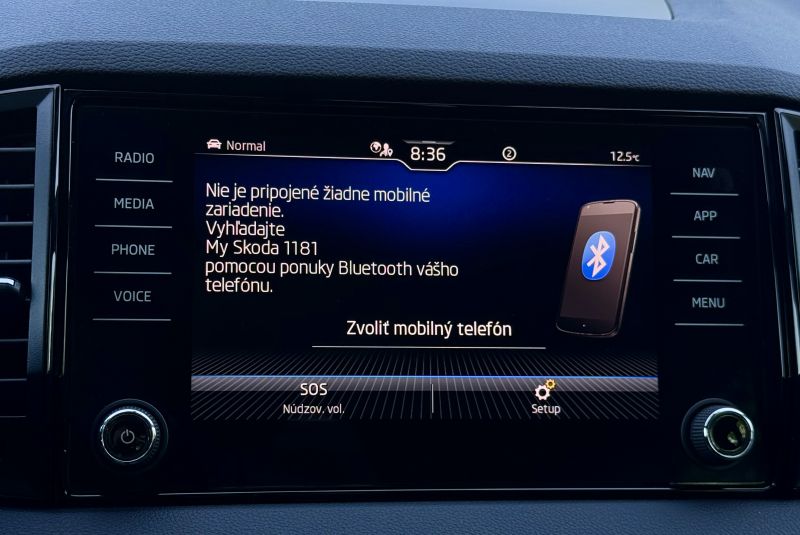 RADIO
MEDIA
PHONE
VOICE
Normal
8:36
2
12.5°C
Nie je pripojené žiadne mobilné
zariadenie.
Vyhľadajte
My Skoda 1181
pomocou ponuky Bluetooth vášho
telefónu.
Zvoliť mobilný telefón
SOS
Núdzov. vol.
Setup
NAV
APP
CAR
MENU